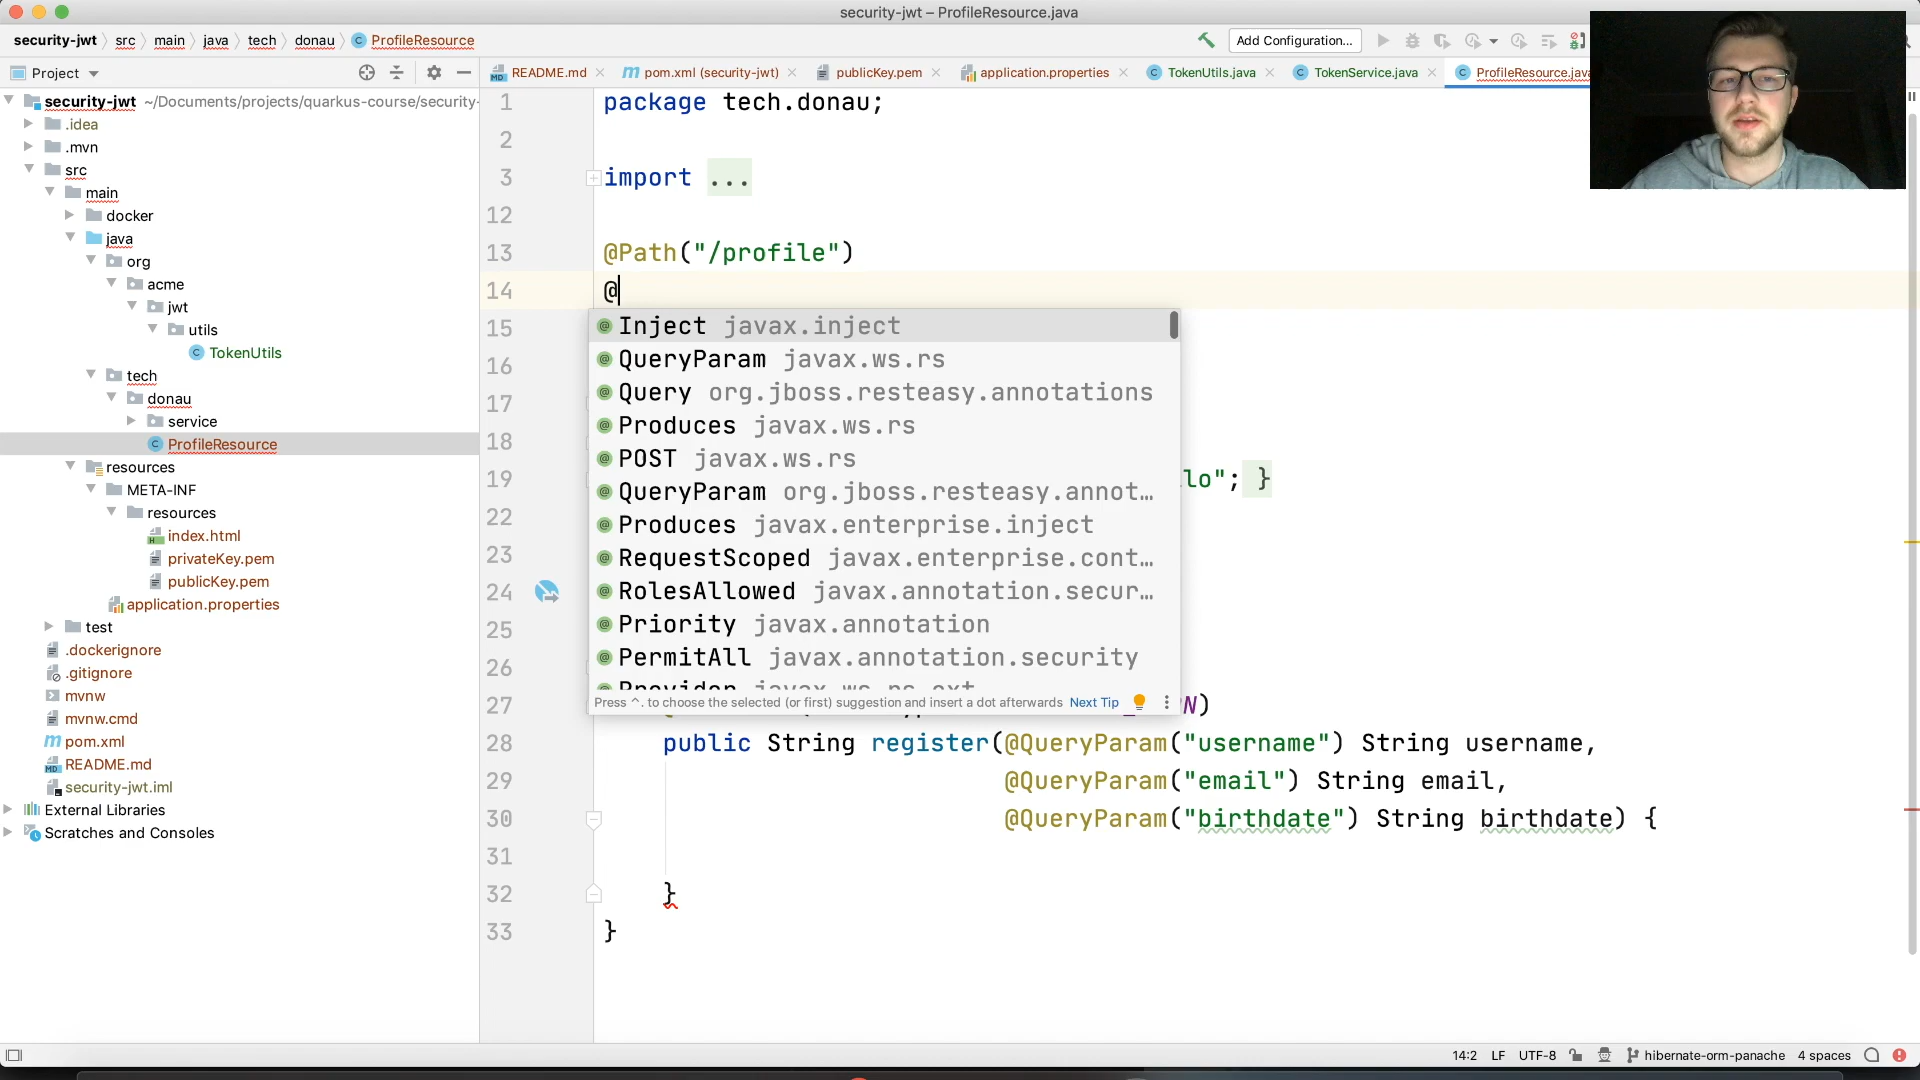 security-jwt – ProfileResource.java
security-jwt src main java tech donau ProfileResource
Add Configuration...
Project
README.md pom.xml (security-jwt) publicKey.pem application.properties TokenUtils.java TokenService.java ProfileResource.java
security-jwt ~/Documents/projects/quarkus-course/security-
.idea
.mvn
src
main
docker
java
org
acme
jwt
utils
TokenUtils
tech
donau
service
ProfileResource
resources
META-INF
resources
index.html
privateKey.pem
publicKey.pem
application.properties
test
.dockerignore
.gitignore
mvnw
mvnw.cmd
pom.xml
README.md
security-jwt.iml
External Libraries
Scratches and Consoles
1 package tech.donau;
2
3 import ...
12
13 @Path("/profile")
14 @
15
16
17
18
19 lo"; }
22
23
24
25
26
27 N)
28 public String register(@QueryParam("username") String username,
29 @QueryParam("email") String email,
30 @QueryParam("birthdate") String birthdate) {
31
32 }
33 }
Inject javax.inject
QueryParam javax.ws.rs
Query org.jboss.resteasy.annotations
Produces javax.ws.rs
POST javax.ws.rs
QueryParam org.jboss.resteasy.annot…
Produces javax.enterprise.inject
RequestScoped javax.enterprise.cont…
RolesAllowed javax.annotation.secur…
Priority javax.annotation
PermitAll javax.annotation.security
Provider javax.ws.rs.ext
Press ^. to choose the selected (or first) suggestion and insert a dot afterwards Next Tip
14:2 LF UTF-8 hibernate-orm-panache 4 spaces